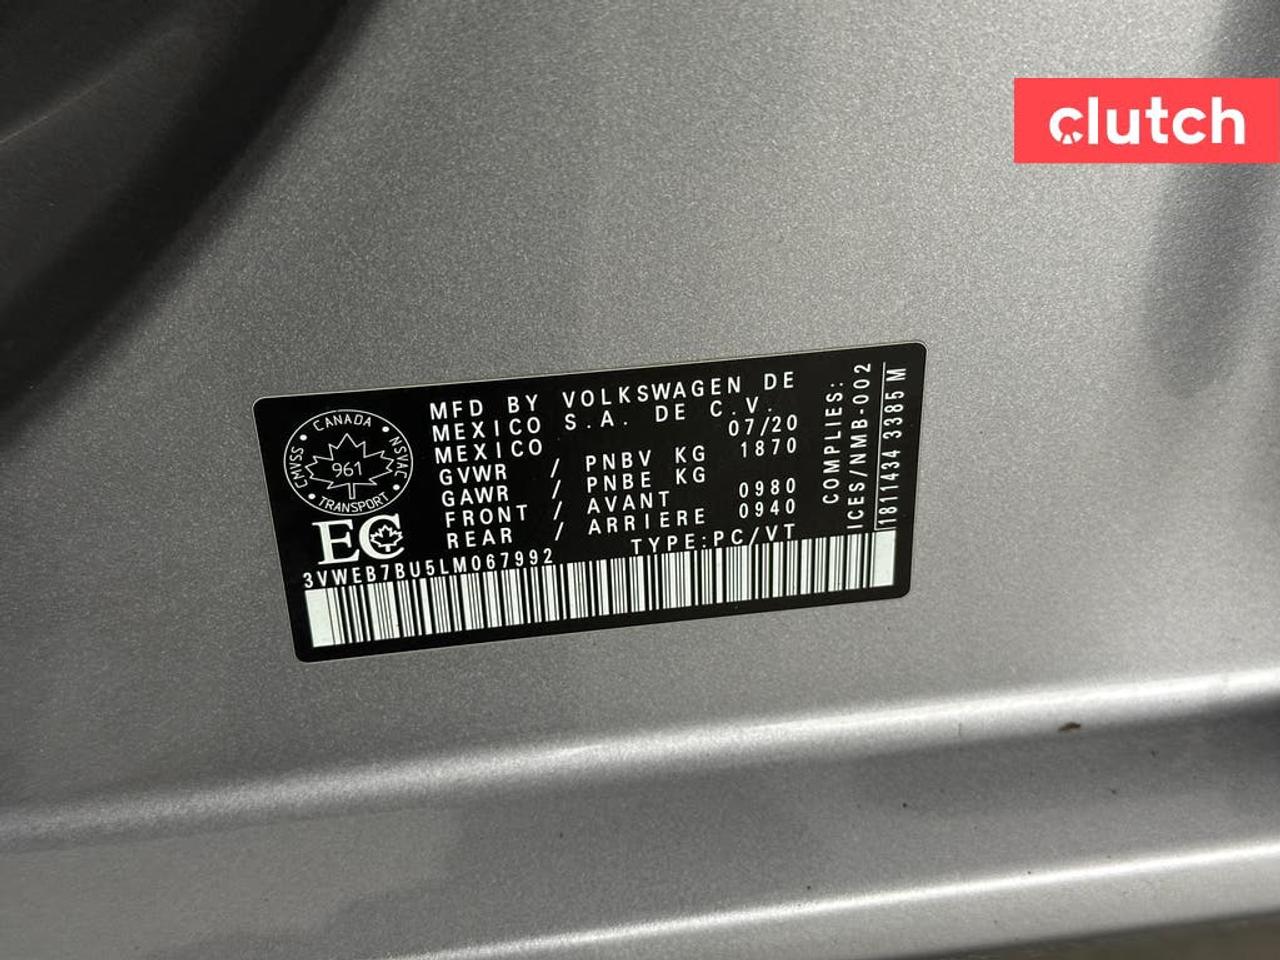 clutch
CANADA
CMVSS
NSVAC
961
TRANSPORT
EC
MFD BY VOLKSWAGEN DE
MEXICO S.A. DE C.V.
MEXICO 07/20
GVWR / PNBV KG 1870
GAWR / PNBE KG
FRONT / AVANT 0980
REAR / ARRIÈRE 0940
TYPE:PC/VT
3VWEB7BU5LM067992
COMPLIES:
ICES/NMB-002
1811434 3385 M